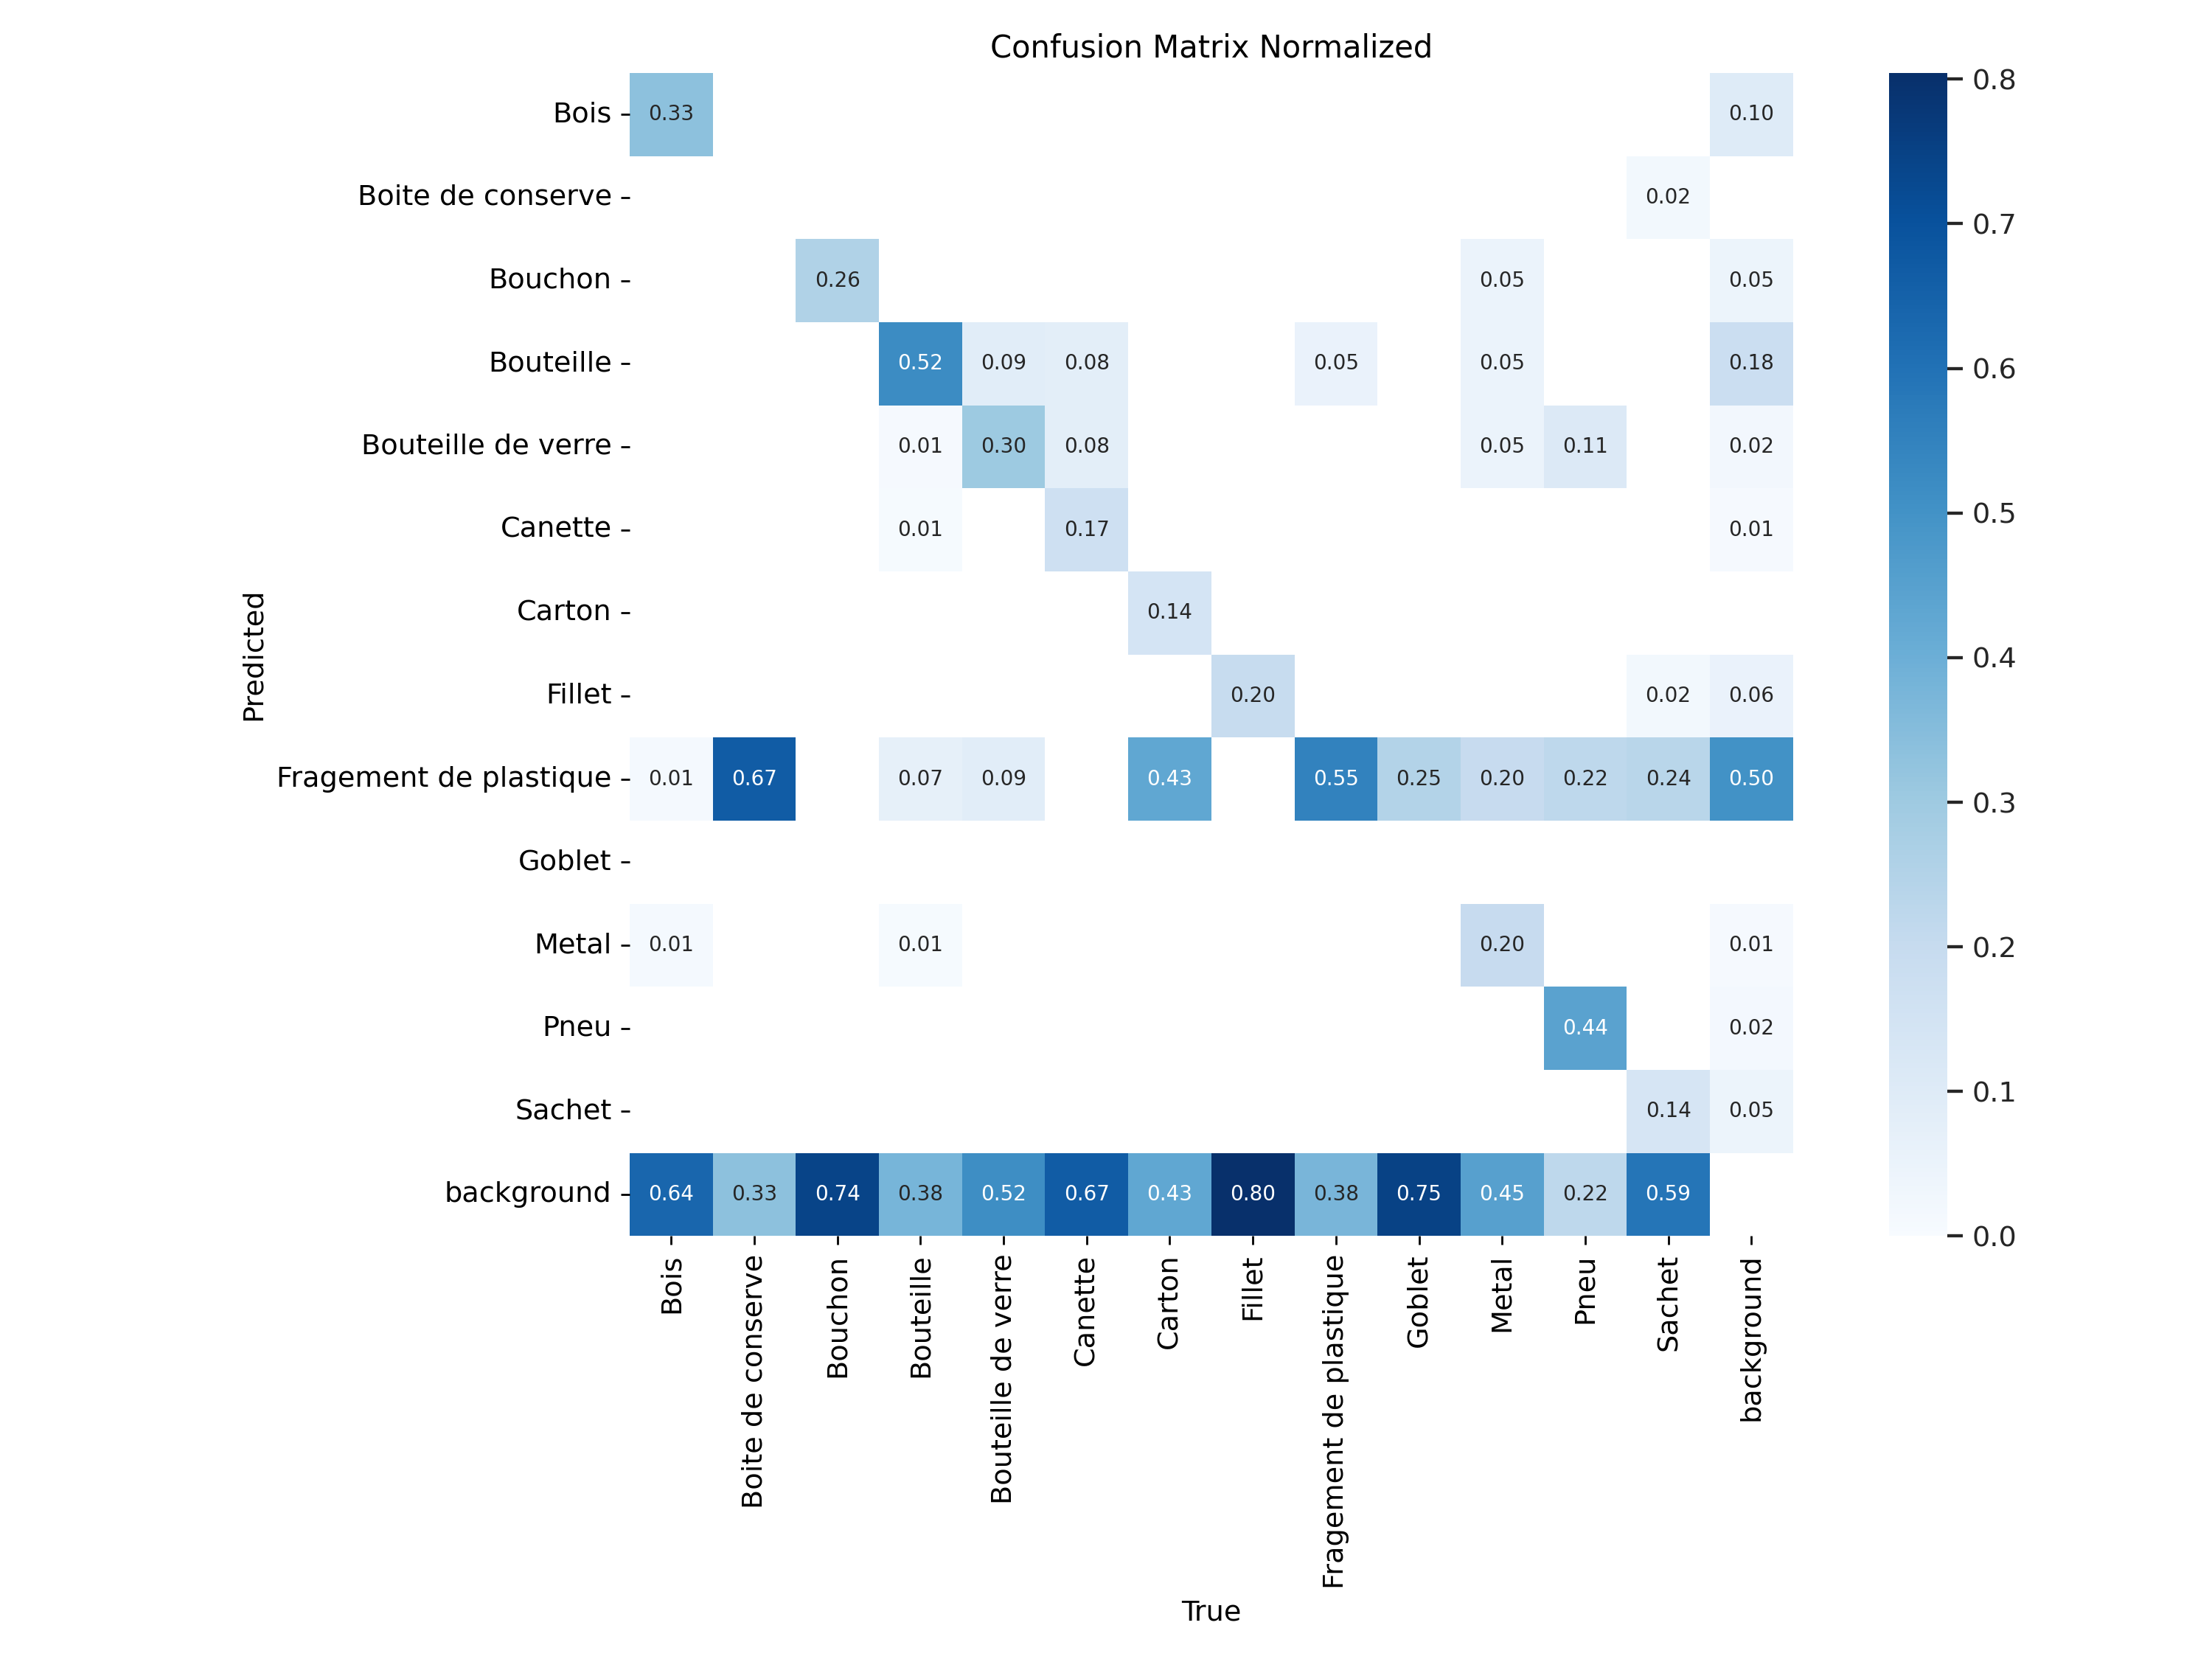 Confusion Matrix Normalized
Bois 0.33 0.10
Boite de conserve 0.02
Bouchon 0.26 0.05 0.05
Bouteille 0.52 0.09 0.08 0.05 0.05 0.18
Bouteille de verre 0.01 0.30 0.08 0.05 0.11 0.02
Canette 0.01 0.17 0.01
Carton 0.14
Fillet 0.20 0.02 0.06
Fragement de plastique 0.01 0.67 0.07 0.09 0.43 0.55 0.25 0.20 0.22 0.24 0.50
Goblet
Metal 0.01 0.01 0.20 0.01
Pneu 0.44 0.02
Sachet 0.14 0.05
background 0.64 0.33 0.74 0.38 0.52 0.67 0.43 0.80 0.38 0.75 0.45 0.22 0.59
Predicted
Bois
Boite de conserve
Bouchon
Bouteille
Bouteille de verre
Canette
Carton
Fillet
Fragement de plastique
Goblet
Metal
Pneu
Sachet
background
True
0.8
0.7
0.6
0.5
0.4
0.3
0.2
0.1
0.0